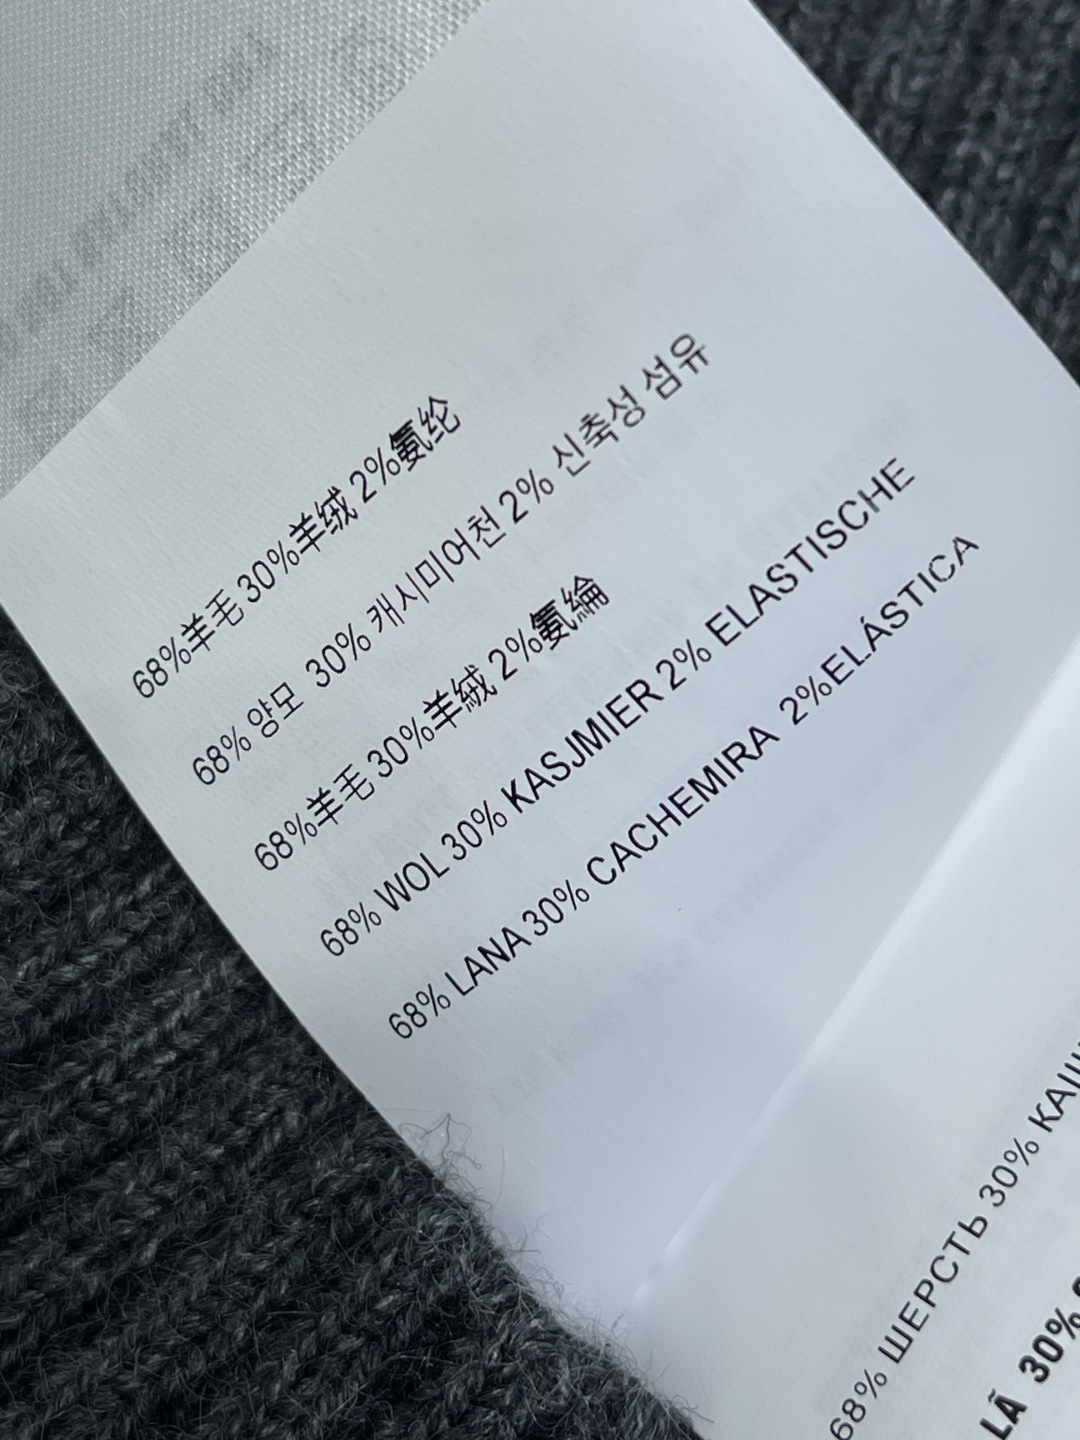 68%羊毛 30%羊绒 2%氨纶
68% 양모 30% 캐시미어천 2% 신축성 섬유
68%羊毛 30%羊絨 2%氨綸
68% WOL 30% KASJMIER 2% ELASTISCHE
68% LANA 30% CACHEMIRA 2%ELÁSTICA
68% ШЕРСТЬ 30%
LÃ 30%